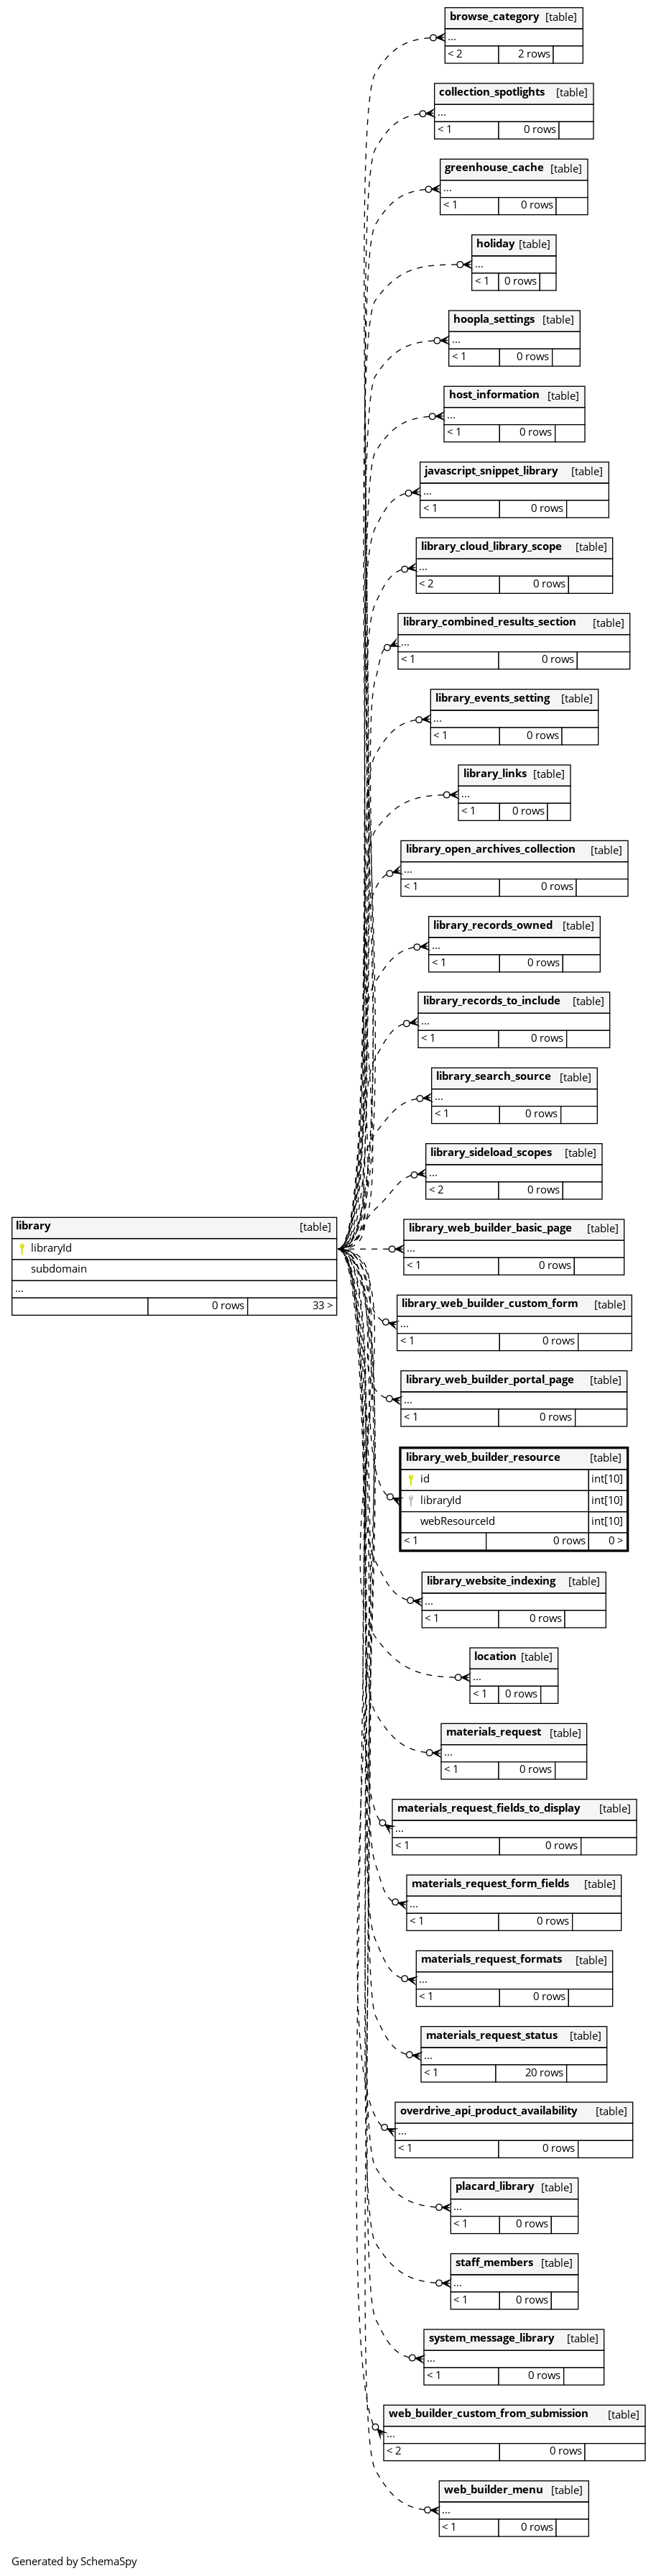 browse_category [table]
...
< 2 2 rows
collection_spotlights [table]
...
< 1 0 rows
greenhouse_cache [table]
...
< 1 0 rows
holiday [table]
...
< 1 0 rows
hoopla_settings [table]
...
< 1 0 rows
host_information [table]
...
< 1 0 rows
javascript_snippet_library [table]
...
< 1 0 rows
library_cloud_library_scope [table]
...
< 2 0 rows
library_combined_results_section [table]
...
< 1 0 rows
library_events_setting [table]
...
< 1 0 rows
library_links [table]
...
< 1 0 rows
library_open_archives_collection [table]
...
< 1 0 rows
library_records_owned [table]
...
< 1 0 rows
library_records_to_include [table]
...
< 1 0 rows
library_search_source [table]
...
< 1 0 rows
library_sideload_scopes [table]
...
< 2 0 rows
library [table]
libraryId
subdomain
...
0 rows 33 >
library_web_builder_basic_page [table]
...
< 1 0 rows
library_web_builder_custom_form [table]
...
< 1 0 rows
library_web_builder_portal_page [table]
...
< 1 0 rows
library_web_builder_resource [table]
id int[10]
libraryId int[10]
webResourceId int[10]
< 1 0 rows 0 >
library_website_indexing [table]
...
< 1 0 rows
location [table]
...
< 1 0 rows
materials_request [table]
...
< 1 0 rows
materials_request_fields_to_display [table]
...
< 1 0 rows
materials_request_form_fields [table]
...
< 1 0 rows
materials_request_formats [table]
...
< 1 0 rows
materials_request_status [table]
...
< 1 20 rows
overdrive_api_product_availability [table]
...
< 1 0 rows
placard_library [table]
...
< 1 0 rows
staff_members [table]
...
< 1 0 rows
system_message_library [table]
...
< 1 0 rows
web_builder_custom_from_submission [table]
...
< 2 0 rows
web_builder_menu [table]
...
< 1 0 rows
Generated by SchemaSpy